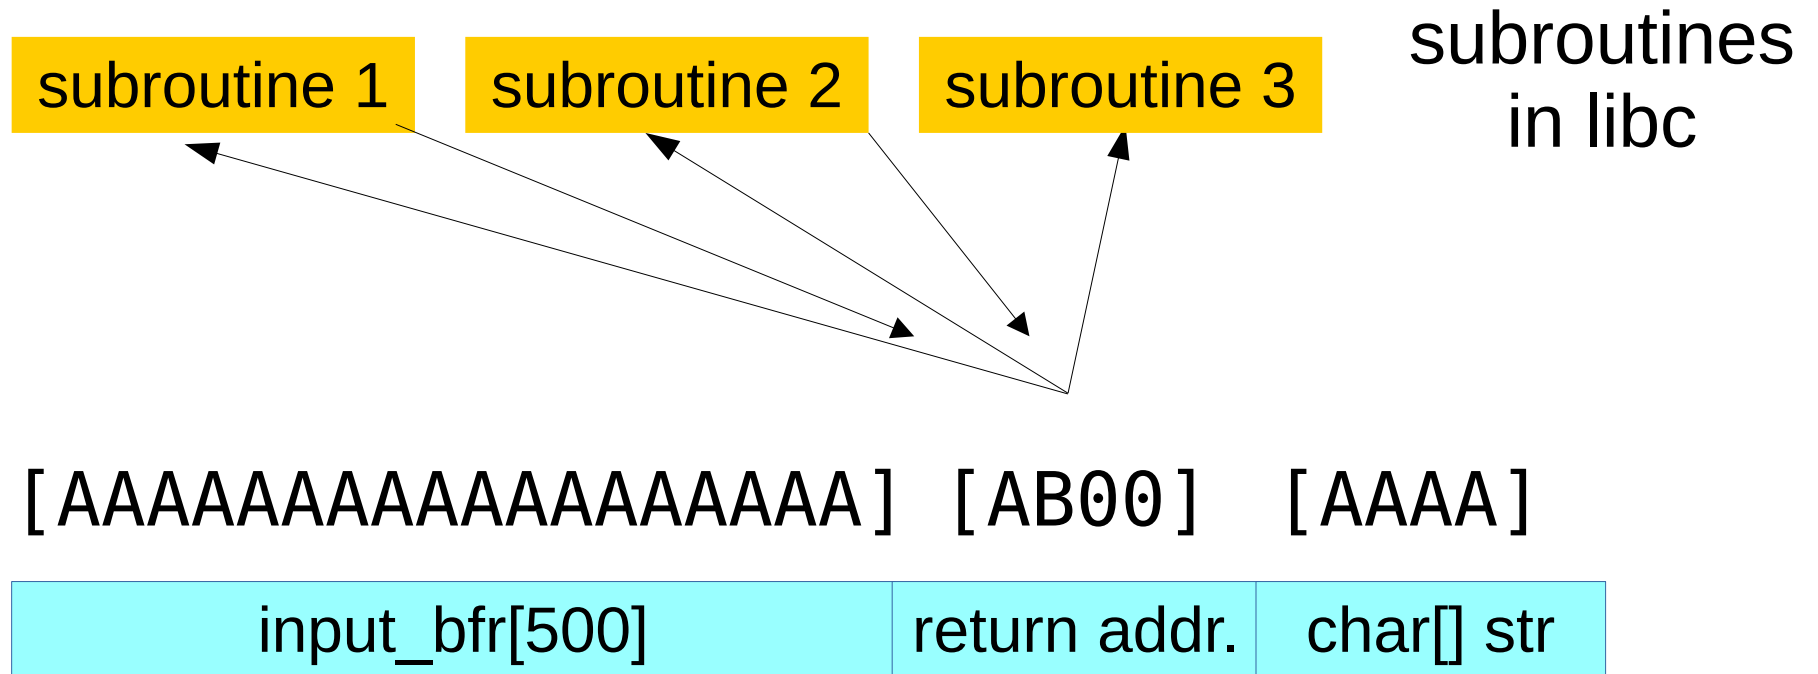 subroutine 1 subroutine 2 subroutine 3
subroutines
in libc
[AAAAAAAAAAAAAAAAAA] [AB00] [AAAA]
input_bfr[500] return addr. char[] str